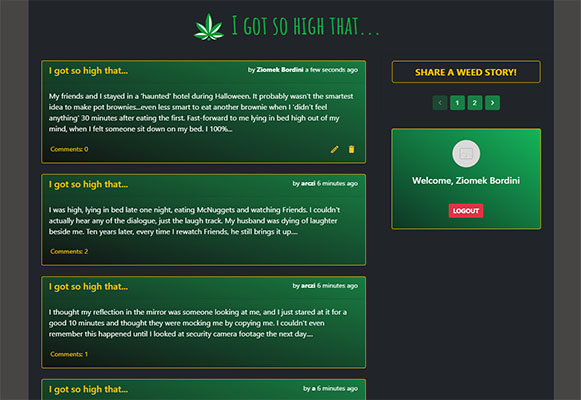 I GOT SO HIGH THAT...
I got so high that...
by Ziomek Bordini a few seconds ago
My friends and I stayed in a 'haunted' hotel during Halloween. It probably wasn't the smartest
idea to make pot brownies...even less smart to eat another brownie when I 'didn't feel
anything' 30 minutes after eating the first. Fast-forward to me lying in bed high out of my
mind, when I felt someone sit down on my bed. I 100%...
Comments: 0
I got so high that...
by arczi 6 minutes ago
I was high, lying in bed late one night, eating McNuggets and watching Friends. I couldn't
actually hear any of the dialogue, just the laugh track. My husband was dying of laughter
beside me. Ten years later, every time I rewatch Friends, he still brings it up....
Comments: 2
I got so high that...
by arczi 6 minutes ago
I thought my reflection in the mirror was someone looking at me, and I just stared at it for a
good 10 minutes and thought they were mocking me by copying me. I couldn't even
remember this happened until I looked at security camera footage the next day....
Comments: 1
I got so high that...
by a 6 minutes ago
SHARE A WEED STORY!
‹ 1 2 ›
Welcome, Ziomek Bordini
LOGOUT